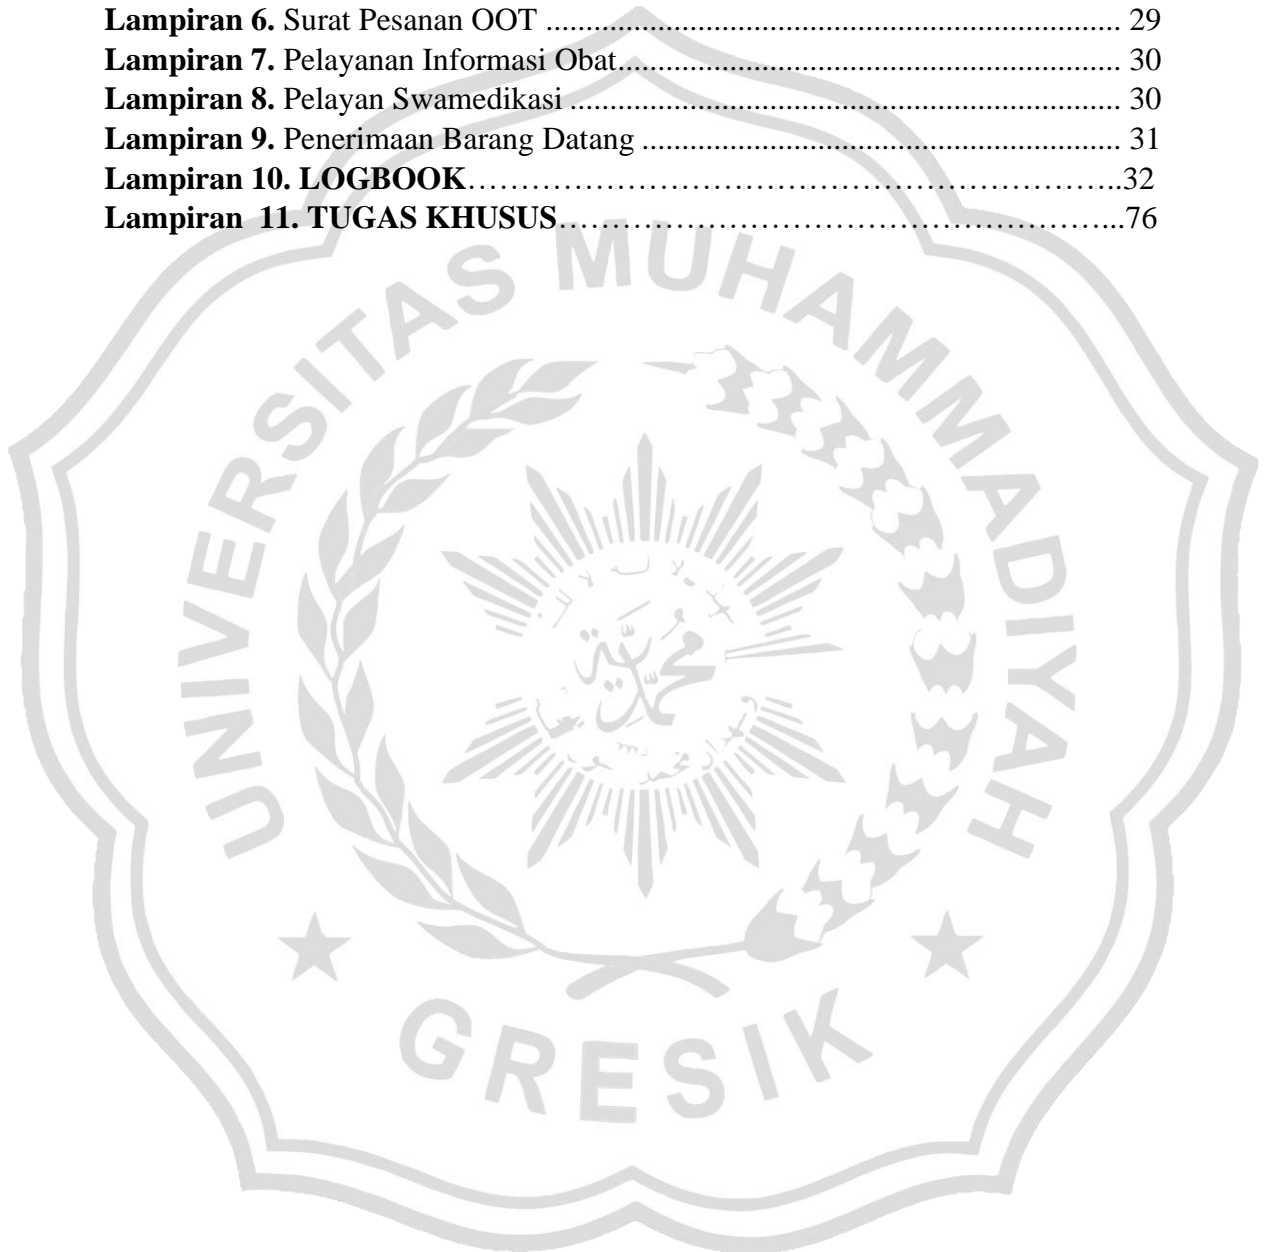 Lampiran 6. Surat Pesanan OOT ........................................................................ 29
Lampiran 7. Pelayanan Informasi Obat............................................................... 30
Lampiran 8. Pelayan Swamedikasi ..................................................................... 30
Lampiran 9. Penerimaan Barang Datang ............................................................ 31
Lampiran 10. LOGBOOK……………………………………………………………..32
Lampiran  11. TUGAS KHUSUS…………………………………………………...76
UNIVERSITAS MUHAMMADIYAH
محمد
GRESIK